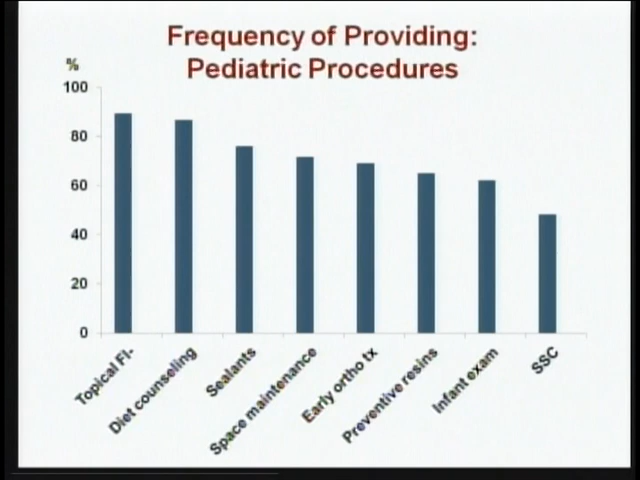 Frequency of Providing:
Pediatric Procedures
%
100
80
60
40
20
0
Topical Fl-
Diet counseling
Sealants
Space maintenance
Early ortho tx
Preventive resins
Infant exam
SSC